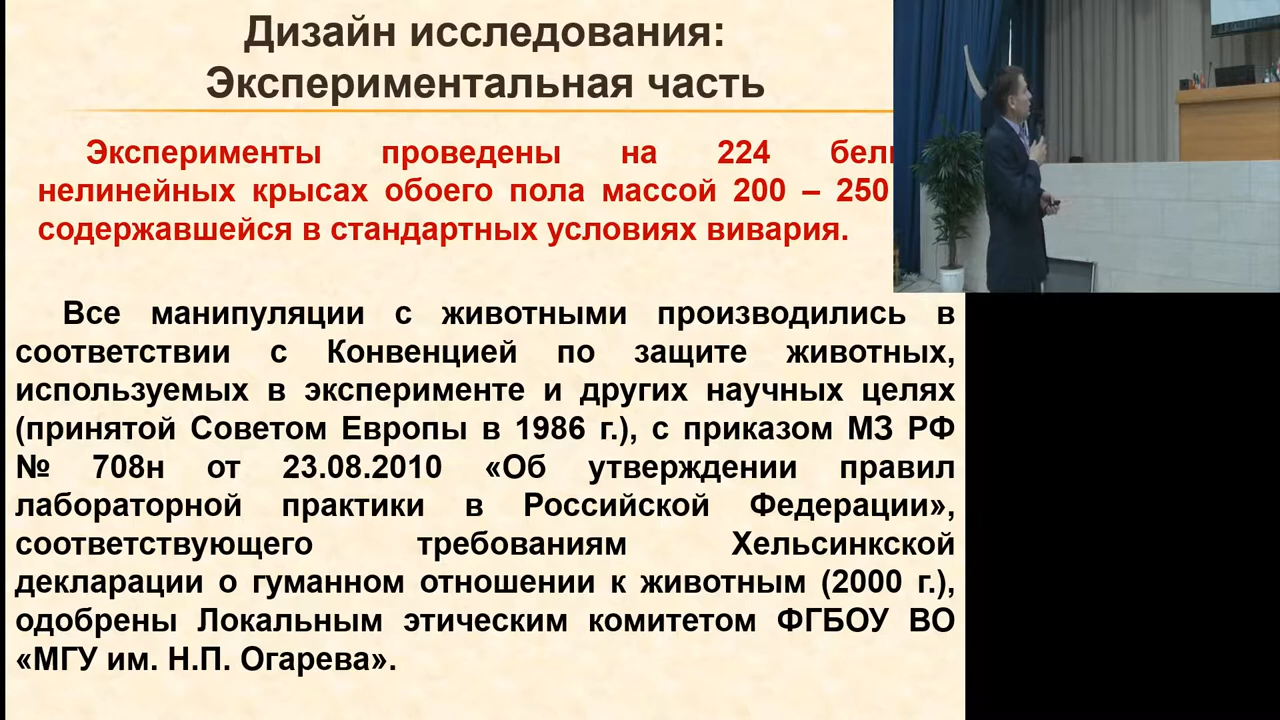 Дизайн исследования:
Экспериментальная часть
Эксперименты проведены на 224
нелинейных крысах обоего пола массой 200 – 250
содержавшейся в стандартных условиях вивария.
Все манипуляции с животными производились в
соответствии с Конвенцией по защите животных,
используемых в эксперименте и других научных целях
(принятой Советом Европы в 1986 г.), с приказом МЗ РФ
№ 708н от 23.08.2010 «Об утверждении правил
лабораторной практики в Российской Федерации»,
соответствующего требованиям Хельсинкской
декларации о гуманном отношении к животным (2000 г.),
одобрены Локальным этическим комитетом ФГБОУ ВО
«МГУ им. Н.П. Огарева».